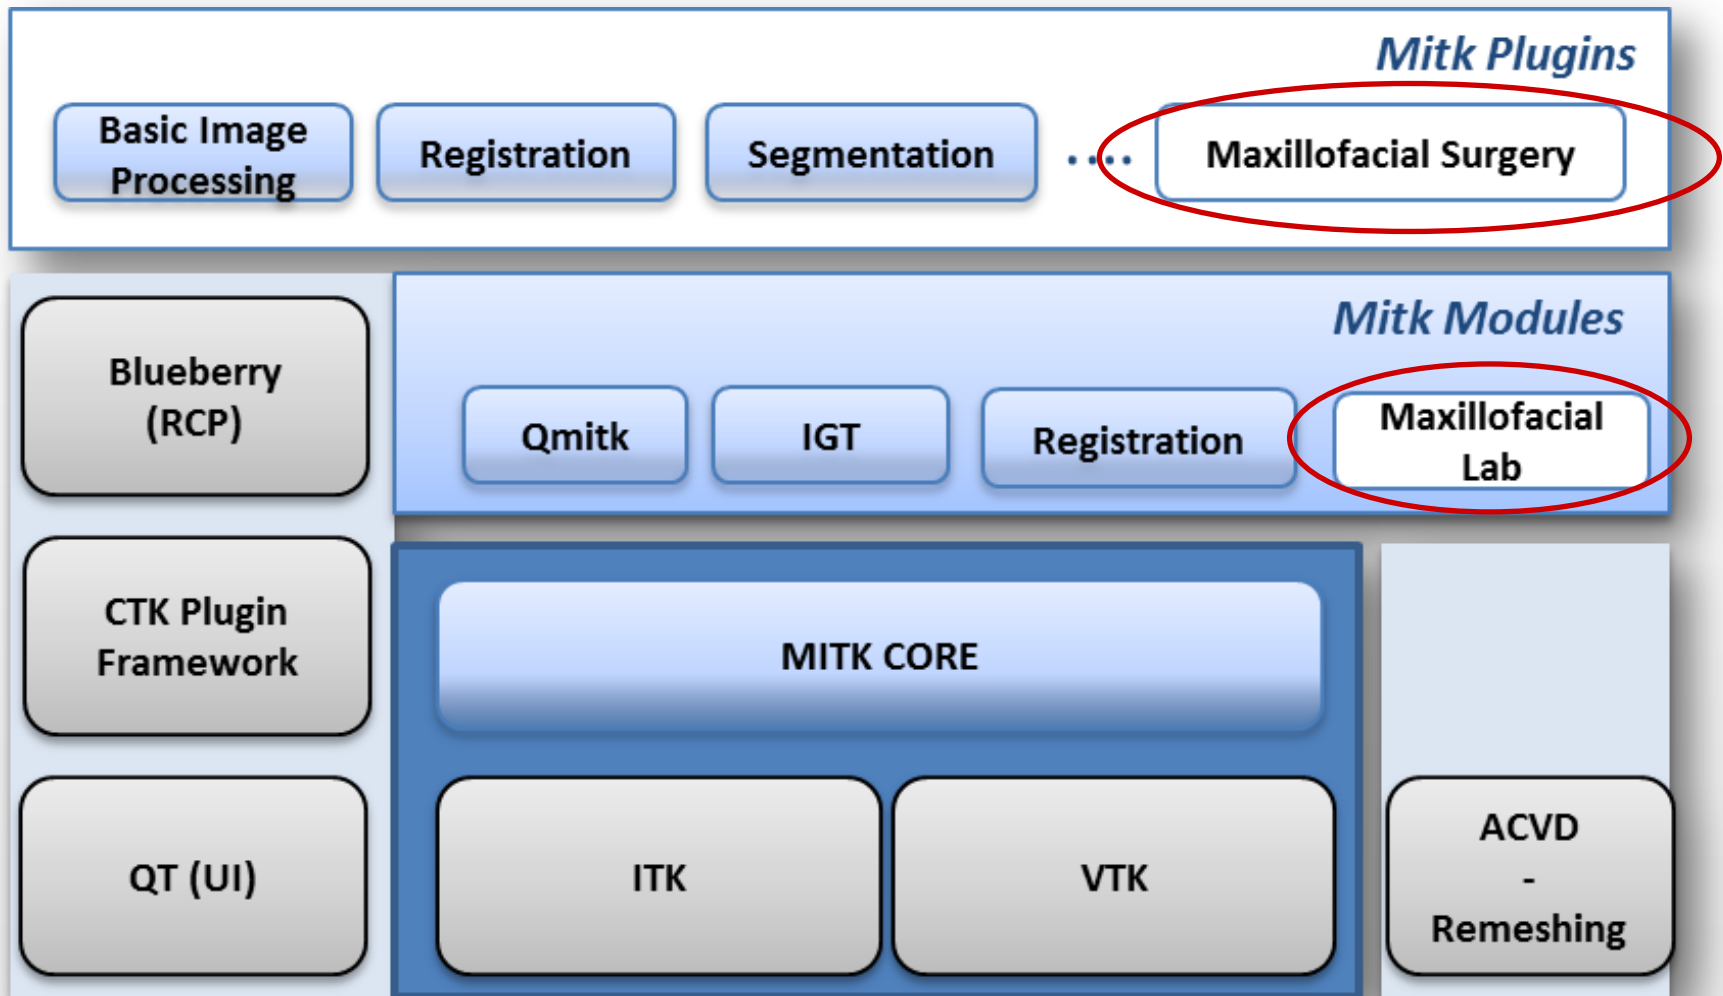 Mitk Plugins
Basic Image
Processing
Registration
Segmentation
....
Maxillofacial Surgery
Mitk Modules
Blueberry
(RCP)
Qmitk
IGT
Registration
Maxillofacial
Lab
CTK Plugin
Framework
MITK CORE
QT (UI)
ITK
VTK
ACVD
-
Remeshing